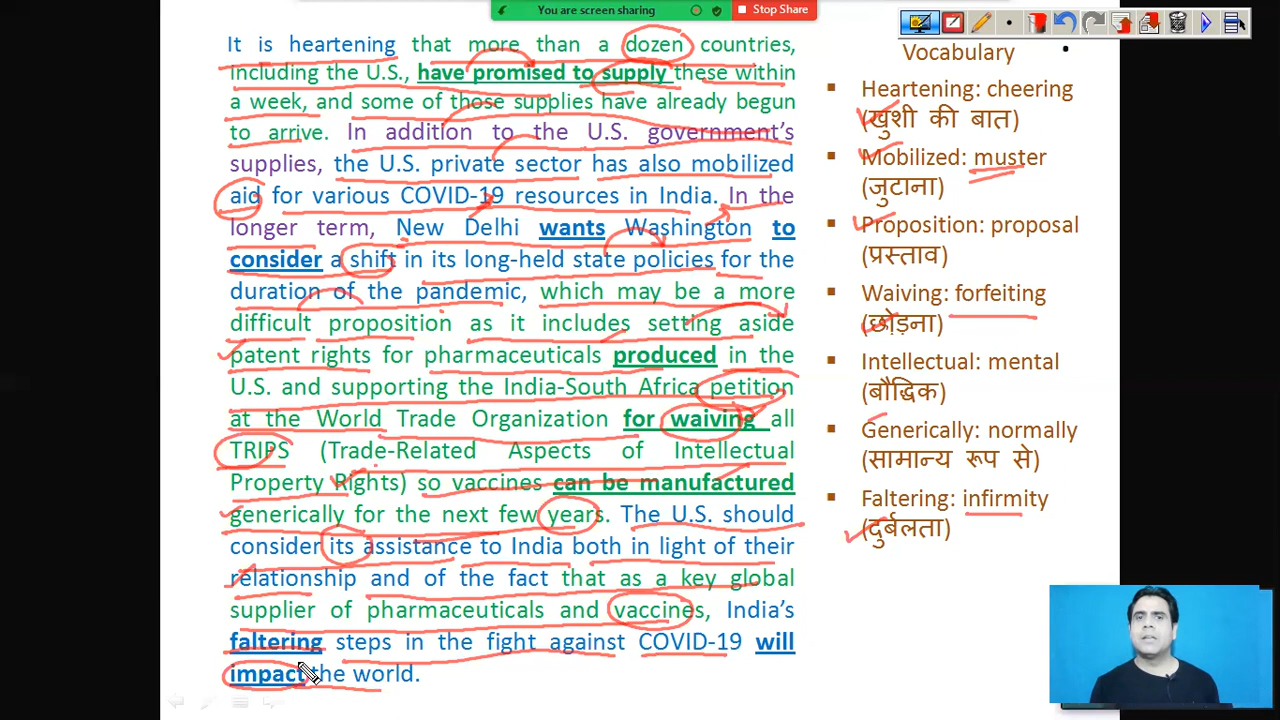 You are screen sharing
Stop Share
It is heartening that more than a dozen countries,
including the U.S., have promised to supply these within
a week, and some of those supplies have already begun
to arrive. In addition to the U.S. government's
supplies, the U.S. private sector has also mobilized
aid for various COVID-19 resources in India. In the
longer term, New Delhi wants Washington to
consider a shift in its long-held state policies for the
duration of the pandemic, which may be a more
difficult proposition as it includes setting aside
patent rights for pharmaceuticals produced in the
U.S. and supporting the India-South Africa petition
at the World Trade Organization for waiving all
TRIPS (Trade-Related Aspects of Intellectual
Property Rights) so vaccines can be manufactured
generically for the next few years. The U.S. should
consider its assistance to India both in light of their
relationship and of the fact that as a key global
supplier of pharmaceuticals and vaccines, India's
faltering steps in the fight against COVID-19 will
impact the world.
Vocabulary
Heartening: cheering
(खुशी की बात)
Mobilized: muster
(जुटाना)
Proposition: proposal
(प्रस्ताव)
Waiving: forfeiting
(छोड़ना)
Intellectual: mental
(बौद्धिक)
Generically: normally
(सामान्य रूप से)
Faltering: infirmity
(दुर्बलता)